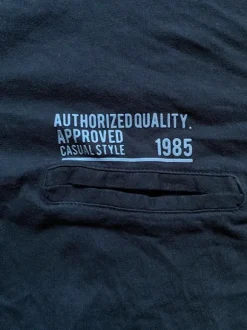 AUTHORIZED QUALITY.
APPROVED
CASUAL STYLE 1985